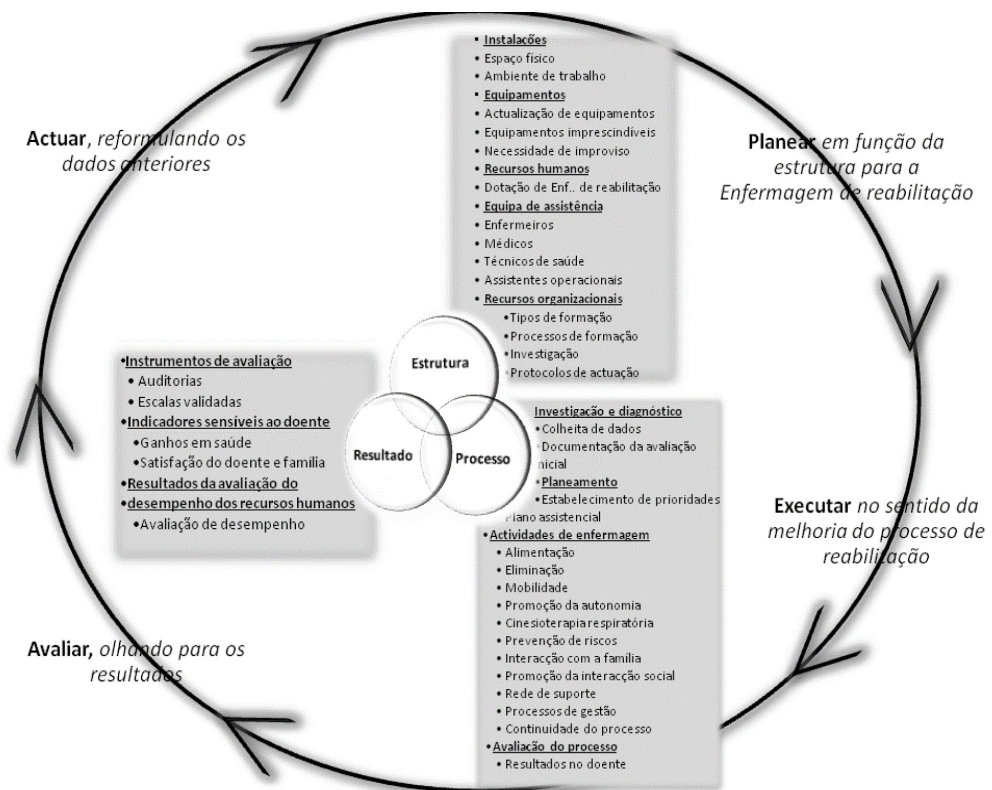 • Instalações
• Espaço físico
• Ambiente de trabalho
• Equipamentos
• Actualização de equipamentos
• Equipamentos imprescindíveis
• Necessidade de improviso
• Recursos humanos
• Dotação de Enf.. de reabilitação
• Equipa de assistência
• Enfermeiros
• Médicos
• Técnicos de saúde
• Assistentes operacionais
• Recursos organizacionais
•Tipos de formação
•Processos de formação
•Investigação
•Protocolos de actuação
Planear em função da
estrutura para a
Enfermagem de reabilitação
Executar no sentido da
melhoria do processo de
reabilitação
Investigação e diagnóstico
•Colheita de dados
•Documentação da avaliação
nicial
•Planeamento
•Estabelecimento de prioridades
Plano assistencial
•Actividades de enfermagem
• Alimentação
• Eliminação
• Mobilidade
• Promoção da autonomia
• Cinesioterapia respiratória
• Prevenção de riscos
• Interacção com a família
• Promoção da interacção social
• Rede de suporte
• Processos de gestão
• Continuidade do processo
•Avaliação do processo
• Resultados no doente
Avaliar, olhando para os
resultados
•Instrumentos de avaliação
• Auditorias
• Escalas validadas
•Indicadores sensíveis ao doente
•Ganhos em saúde
•Satisfação do doente e família
•Resultados da avaliação do
•desempenho dos recursos humanos
•Avaliação de desempenho
Actuar, reformulando os
dados anteriores
Estrutura
Resultado
Processo